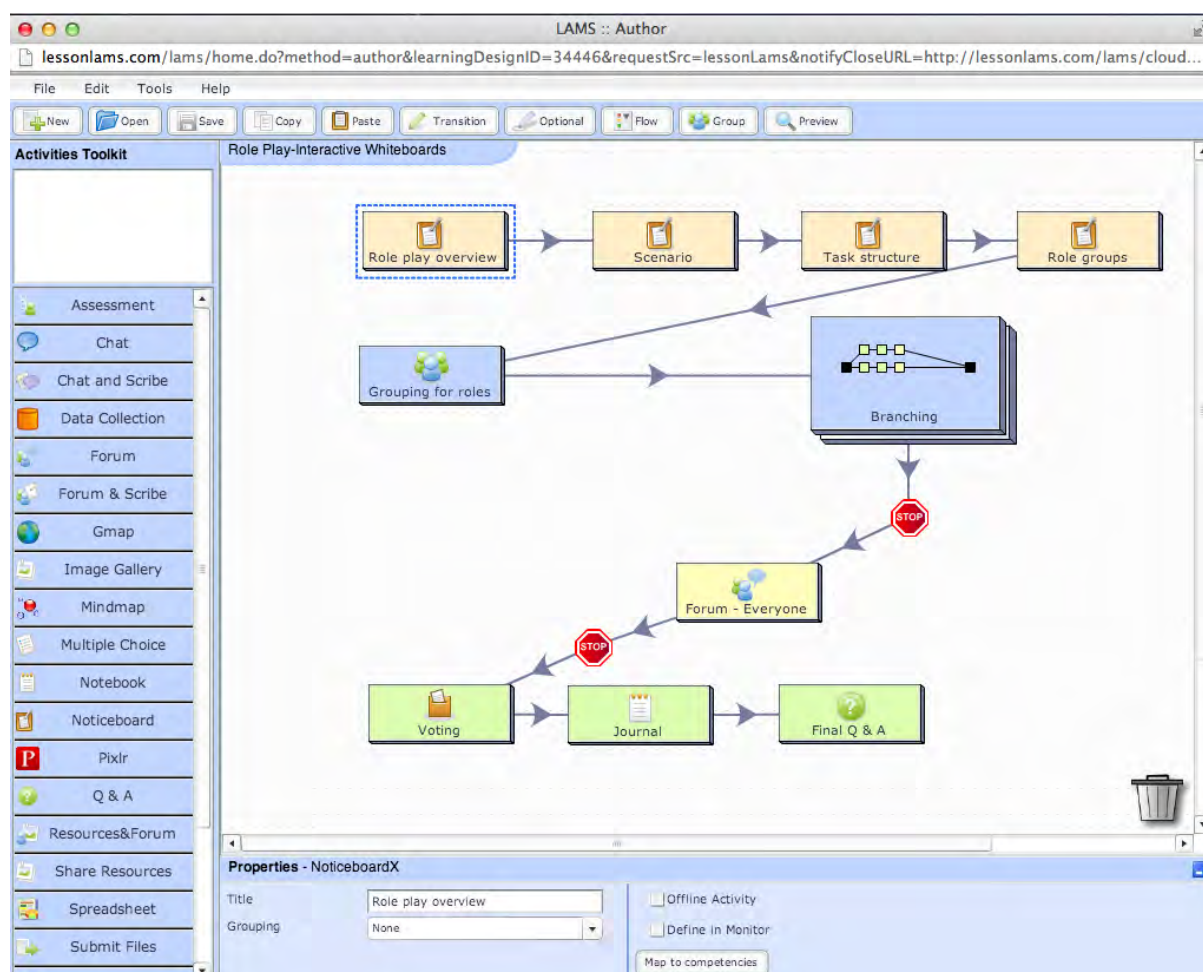 LAMS :: Author
lessonlams.com/lams/home.do?method=author&learningDesignID=34446&requestSrc=lessonLams&notifyCloseURL=http://lessonlams.com/lams/cloud...
File Edit Tools Help
New Open Save Copy Paste Transition Optional Flow Group Preview
Activities Toolkit
Role Play-Interactive Whiteboards
Role play overview
Scenario
Task structure
Role groups
Grouping for roles
Branching
STOP
Forum - Everyone
STOP
Voting
Journal
Final Q & A
Assessment
Chat
Chat and Scribe
Data Collection
Forum
Forum & Scribe
Gmap
Image Gallery
Mindmap
Multiple Choice
Notebook
Noticeboard
Pixlr
Q & A
Resources&Forum
Share Resources
Spreadsheet
Submit Files
Properties - NoticeboardX
Title Role play overview
Grouping None
Offline Activity
Define in Monitor
Map to competencies